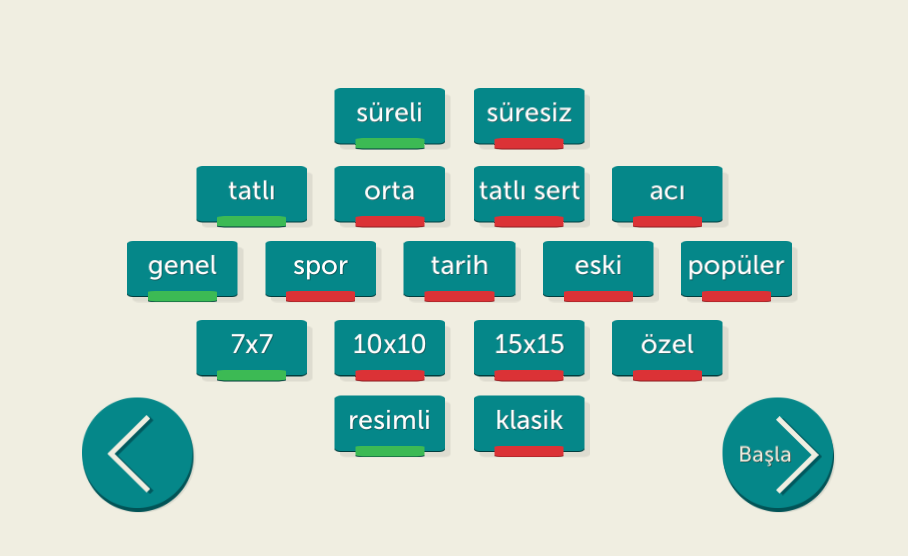 süreli süresiz
tatlı orta tatlı sert acı
genel spor tarih eski popüler
7x7 10x10 15x15 özel
resimli klasik
Başla